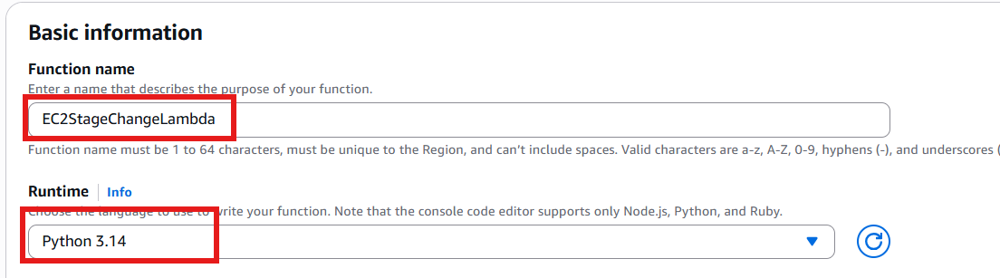 Basic information
Function name
Enter a name that describes the purpose of your function.
EC2StageChangeLambda
Function name must be 1 to 64 characters, must be unique to the Region, and can't include spaces. Valid characters are a-z, A-Z, 0-9, hyphens (-), and underscores (
Runtime Info
Choose the language to use to write your function. Note that the console code editor supports only Node.js, Python, and Ruby.
Python 3.14